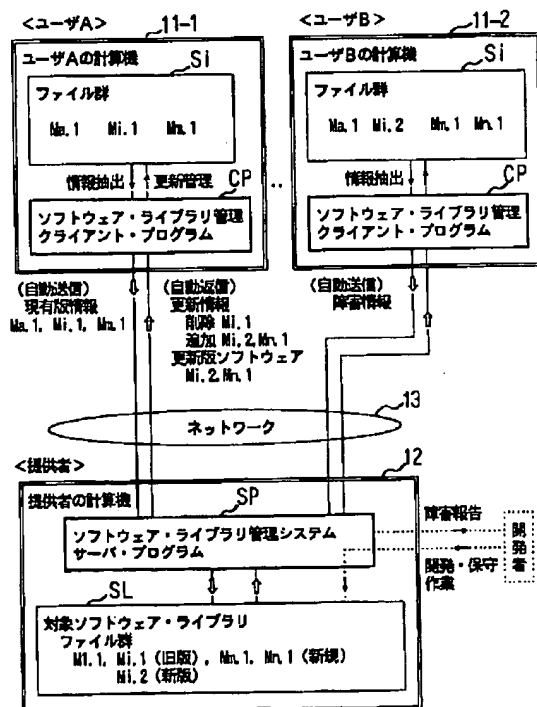 <ユーザA>
11-1
ユーザAの計算機
Si
ファイル群
Ma.1 Mi.1 Mm.1
情報抽出
更新管理
CP
ソフトウェア・ライブラリ管理
クライアント・プログラム
(自動送信)
現有版情報
Ma.1, Mi.1, Mm.1
(自動返信)
更新情報
削除 Mi.1
追加 Mi.2, Mn.1
更新版ソフトウェア
Mi.2, Mn.1
‥
<ユーザB>
11-2
ユーザBの計算機
Si
ファイル群
Ma.1 Mi.2 Mm.1 Mn.1
情報抽出
CP
ソフトウェア・ライブラリ管理
クライアント・プログラム
(自動送信)
障害情報
ネットワーク
13
<提供者>
12
提供者の計算機
SP
ソフトウェア・ライブラリ管理システム
サーバ・プログラム
障害報告
開発・保守
作業
開発者
SL
対象ソフトウェア・ライブラリ
ファイル群
M1.1, Mi.1 (旧版), Mm.1, Mn.1 (新規)
Mi.2 (新版)